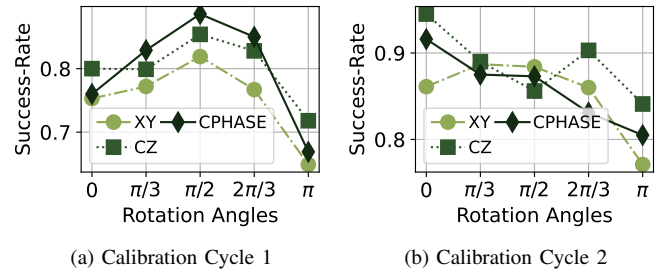 Success-Rate
0.8
0.7
XY CPHASE
CZ
0 π/3 π/2 2π/3 π
Rotation Angles
(a) Calibration Cycle 1
Success-Rate
0.9
0.8
XY CPHASE
CZ
0 π/3 π/2 2π/3 π
Rotation Angles
(b) Calibration Cycle 2